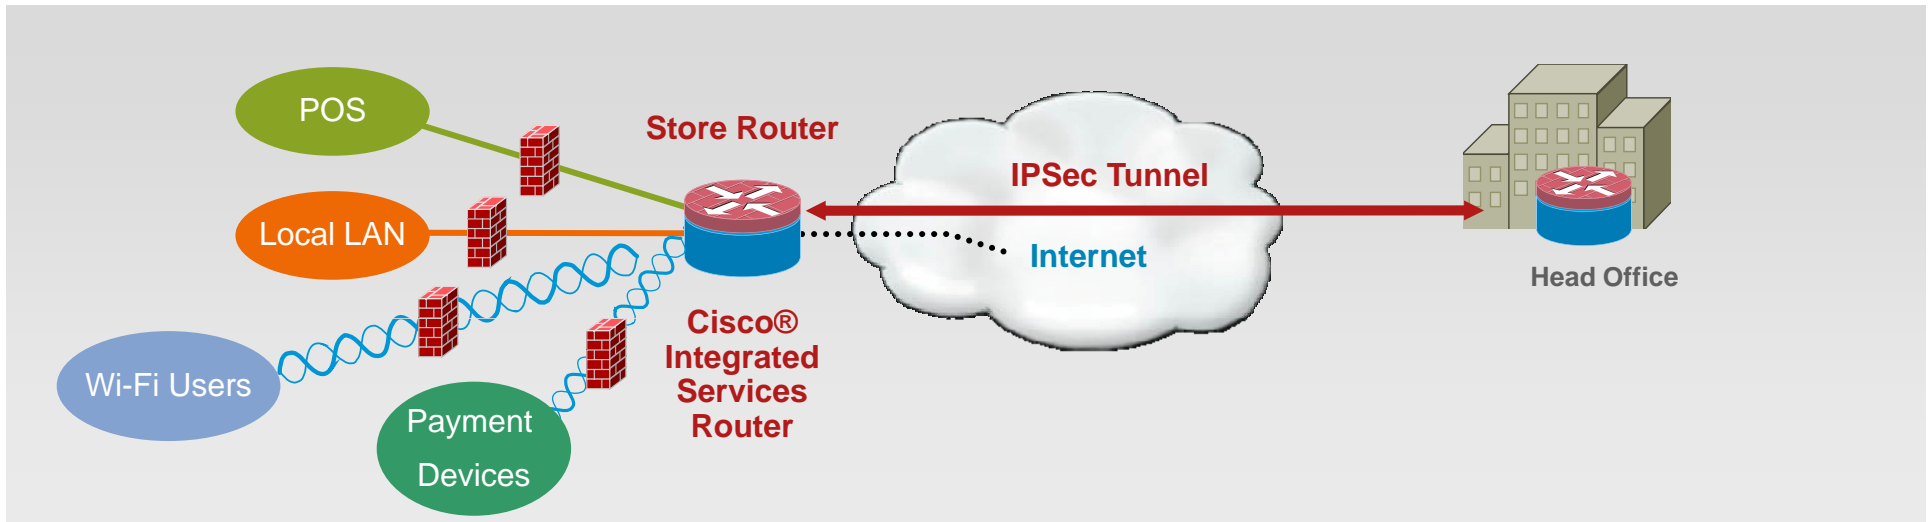 POS
Store Router
IPSec Tunnel
Local LAN
Internet
Head Office
Cisco®
Integrated
Services
Router
Wi-Fi Users
Payment
Devices